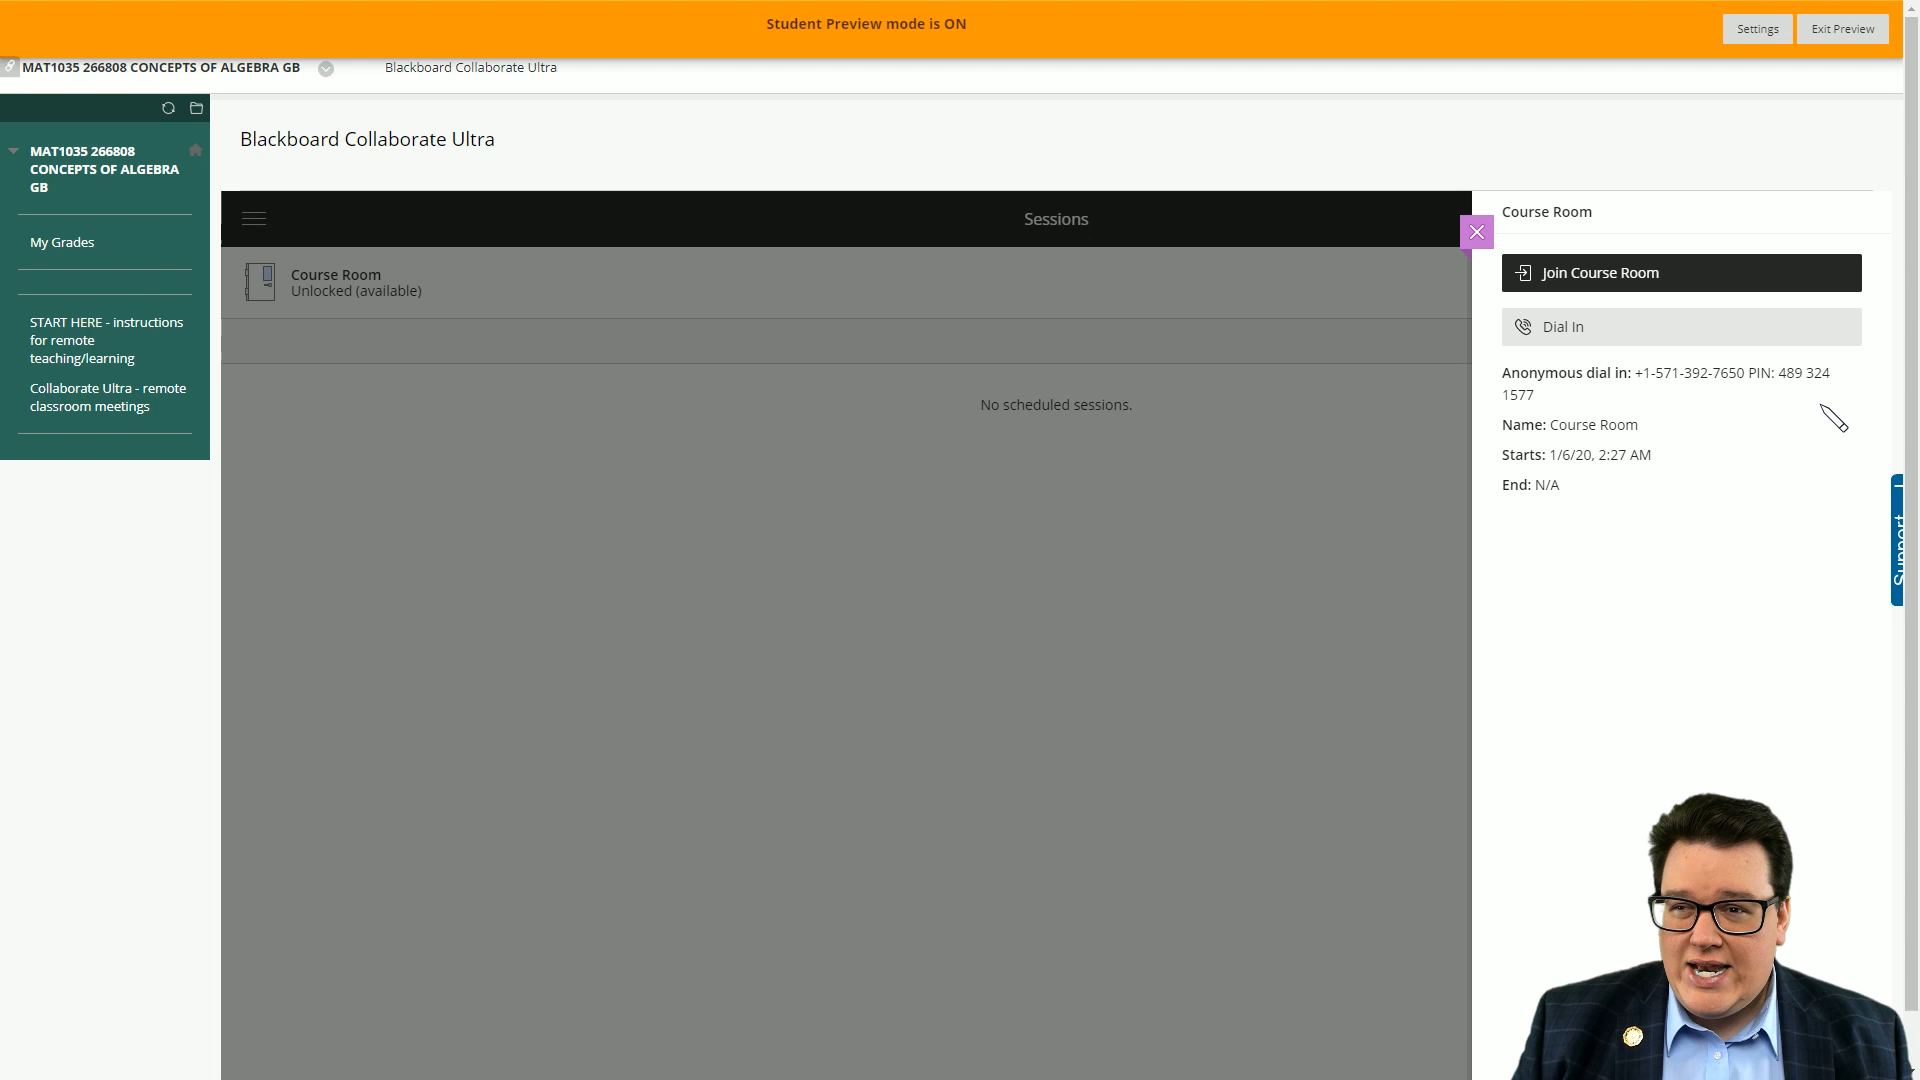 Student Preview mode is ON
Settings
Exit Preview
MAT1035 266808 CONCEPTS OF ALGEBRA GB
Blackboard Collaborate Ultra
MAT1035 266808
CONCEPTS OF ALGEBRA
GB
My Grades
START HERE - instructions
for remote
teaching/learning
Collaborate Ultra - remote
classroom meetings
Blackboard Collaborate Ultra
Sessions
Course Room
Unlocked (available)
No scheduled sessions.
Course Room
Join Course Room
Dial In
Anonymous dial in: +1-571-392-7650 PIN: 489 324
1577
Name: Course Room
Starts: 1/6/20, 2:27 AM
End: N/A
Support